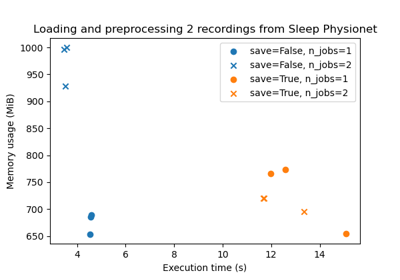 Loading and preprocessing 2 recordings from Sleep Physionet
1000
950
900
850
800
750
700
650
Memory usage (MiB)
save=False, n_jobs=1
save=False, n_jobs=2
save=True, n_jobs=1
save=True, n_jobs=2
4 6 8 10 12 14
Execution time (s)